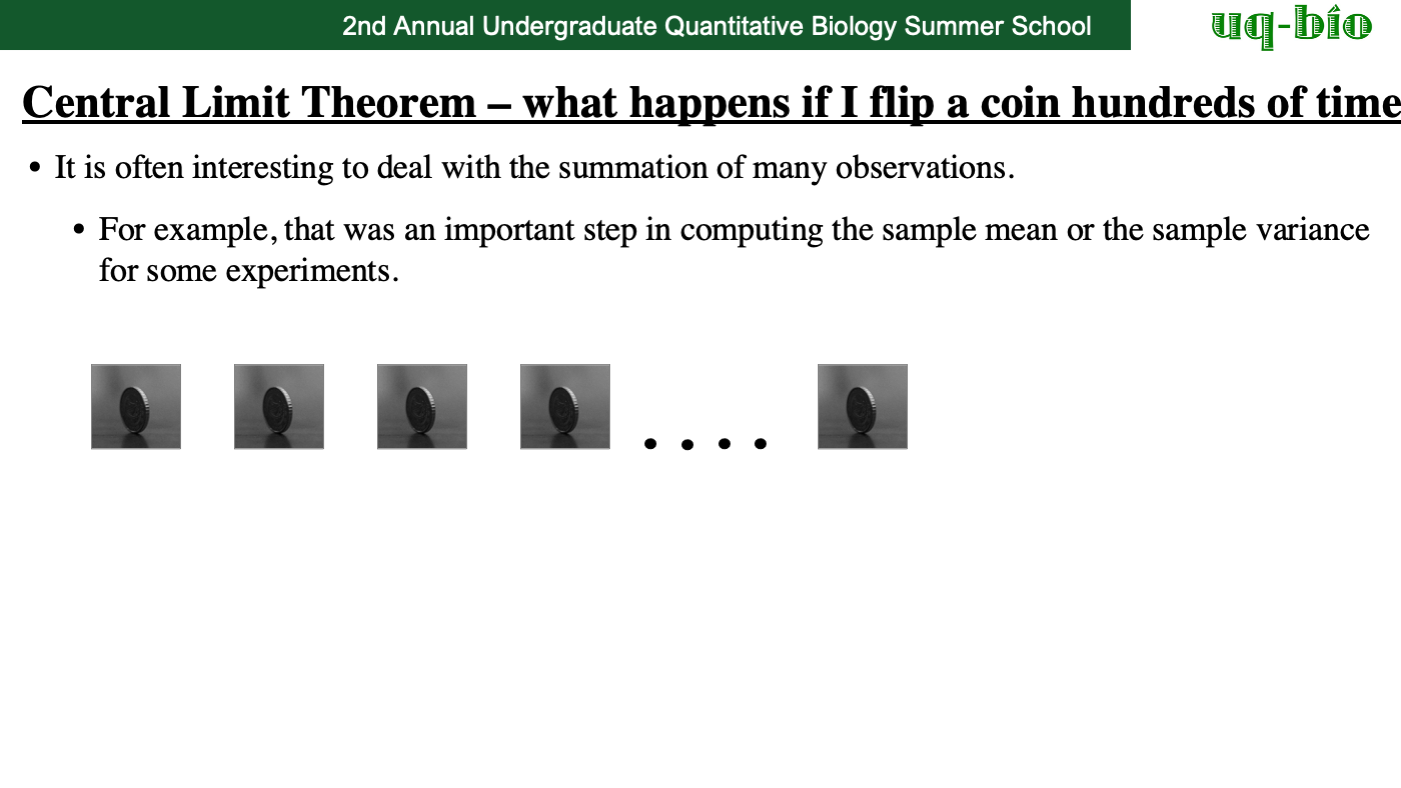 2nd Annual Undergraduate Quantitative Biology Summer School
uq-bio
Central Limit Theorem – what happens if I flip a coin hundreds of time
• It is often interesting to deal with the summation of many observations.
• For example, that was an important step in computing the sample mean or the sample variance
for some experiments.
. . . .